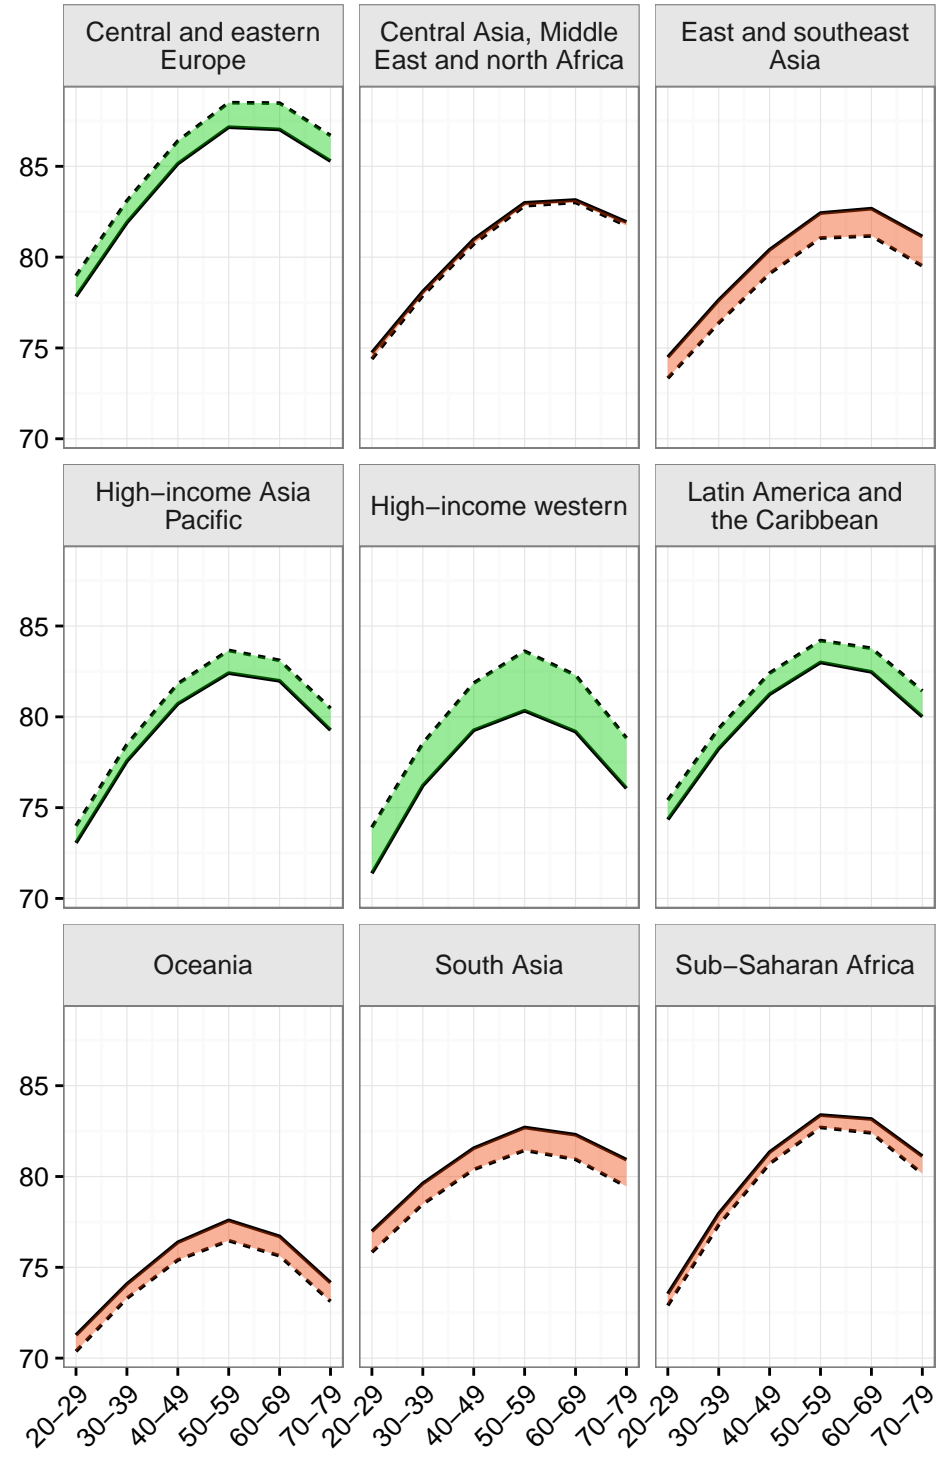 Central and eastern
Europe
Central Asia, Middle
East and north Africa
East and southeast
Asia
85
80
75
70
High−income Asia
Pacific
High−income western
Latin America and
the Caribbean
85
80
75
70
Oceania
South Asia
Sub−Saharan Africa
85
80
75
70
20−29 30−39 40−49 50−59 60−69 70−79 20−29 30−39 40−49 50−59 60−69 70−79 20−29 30−39 40−49 50−59 60−69 70−79